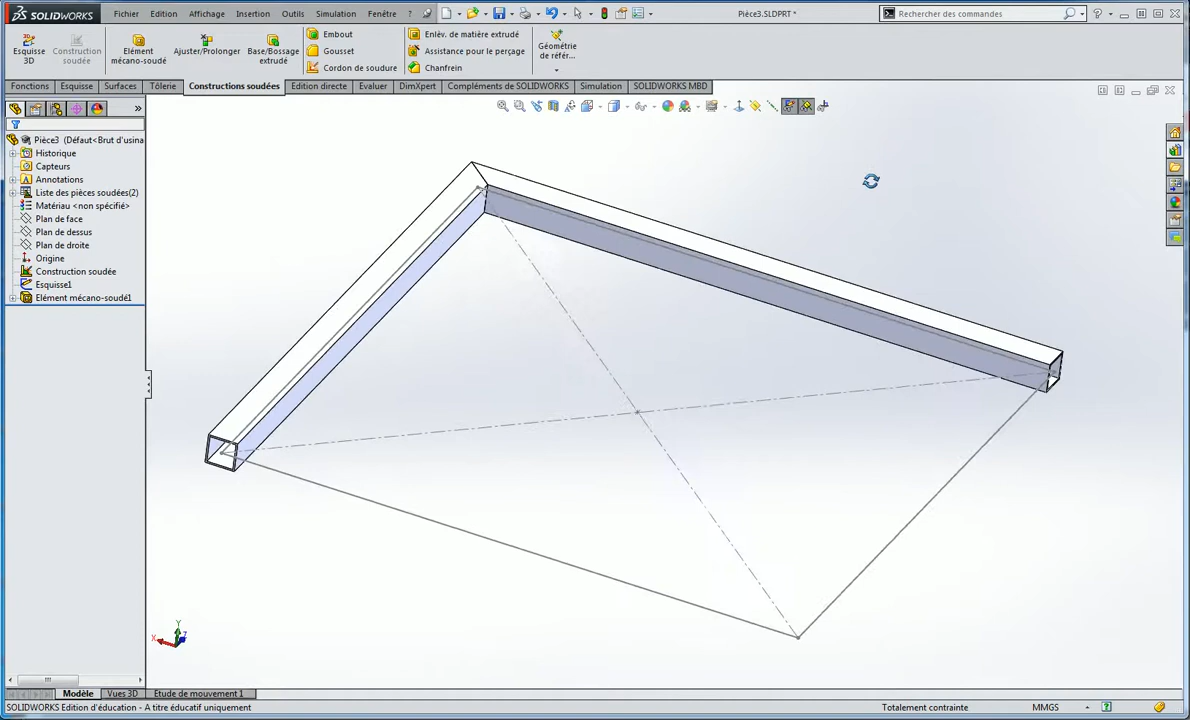 SOLIDWORKS
Fichier Edition Affichage Insertion Outils Simulation Fenêtre ?
Pièce3.SLDPRT *
Rechercher des commandes
Esquisse 3D
Construction soudée
Elément mécano-soudé
Ajuster/Prolonger
Base/Bossage extrudé
Embout
Gousset
Cordon de soudure
Enlèv. de matière extrudé
Assistance pour le perçage
Chanfrein
Géométrie de référ...
Fonctions Esquisse Surfaces Tôlerie Constructions soudées Edition directe Evaluer DimXpert Compléments de SOLIDWORKS Simulation SOLIDWORKS MBD
Pièce3 (Défaut<Brut d'usina
Historique
Capteurs
Annotations
Liste des pièces soudées(2)
Matériau <non spécifié>
Plan de face
Plan de dessus
Plan de droite
Origine
Construction soudée
Esquisse1
Elément mécano-soudé1
Y
X
Z
Modèle Vues 3D Etude de mouvement 1
SOLIDWORKS Edition d'éducation - A titre éducatif uniquement
Totalement contrainte
MMGS